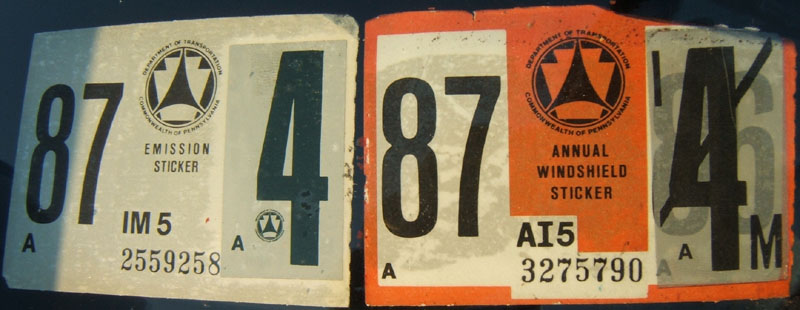 87
DEPARTMENT OF TRANSPORTATION
COMMONWEALTH OF PENNSYLVANIA
EMISSION
STICKER
4
A
IM5
A
2559258
87
DEPARTMENT OF TRANSPORTATION
COMMONWEALTH OF PENNSYLVANIA
ANNUAL
WINDSHIELD
STICKER
4
A
AI5
A
M
3275790